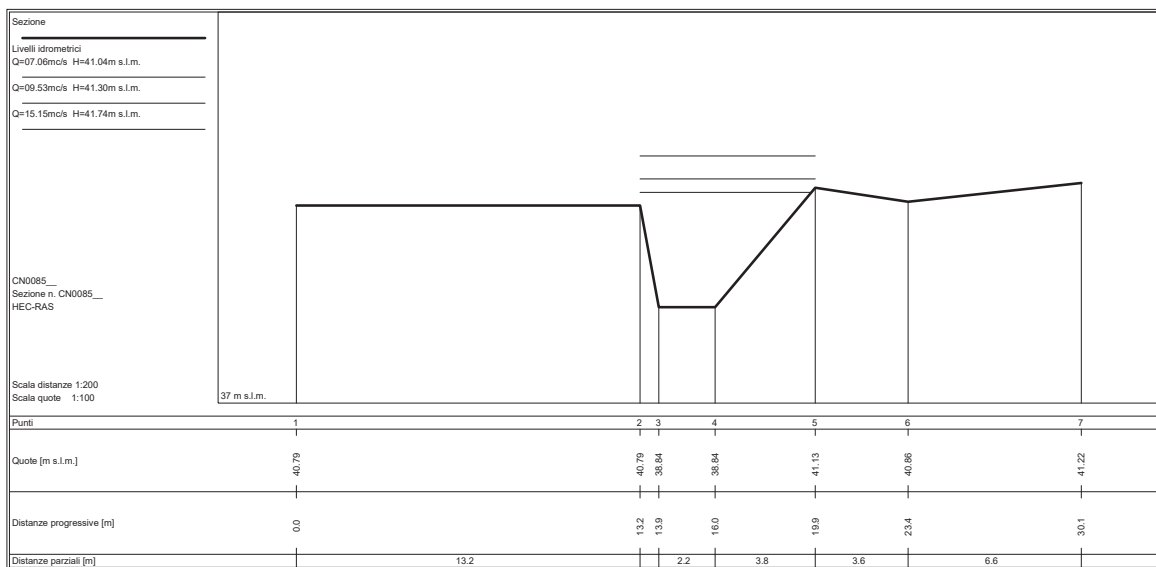 Sezione
Livelli idrometrici
Q=07.06mc/s H=41.04m s.l.m.
Q=09.53mc/s H=41.30m s.l.m.
Q=15.15mc/s H=41.74m s.l.m.
CN0085__
Sezione n. CN0085__
HEC-RAS
Scala distanze 1:200
Scala quote 1:100
37 m s.l.m.
Punti 1 2 3 4 5 6 7
Quote [m s.l.m.] 40.79 40.79 38.84 38.84 41.13 40.86 41.22
Distanze progressive [m] 0.0 13.2 13.9 16.0 19.9 23.4 30.1
Distanze parziali [m] 13.2 2.2 3.8 3.6 6.6